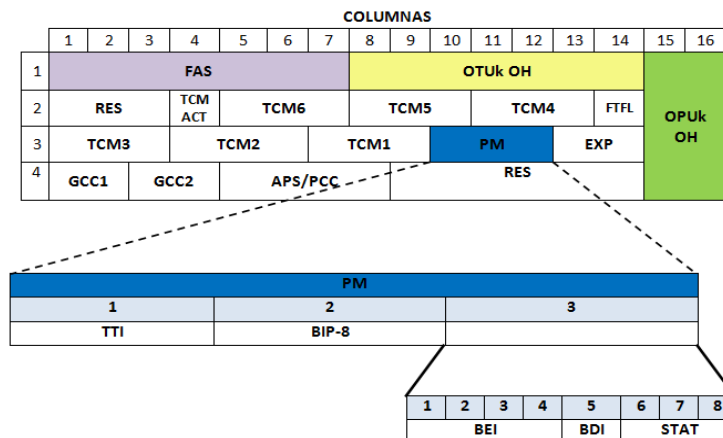 COLUMNAS
1 2 3 4 5 6 7 8 9 10 11 12 13 14 15 16
1 FAS OTUk OH
2 RES TCM ACT TCM6 TCM5 TCM4 FTFL OPUk OH
3 TCM3 TCM2 TCM1 PM EXP
4 GCC1 GCC2 APS/PCC RES
PM
1 2 3
TTI BIP-8
1 2 3 4 5 6 7 8
BEI BDI STAT